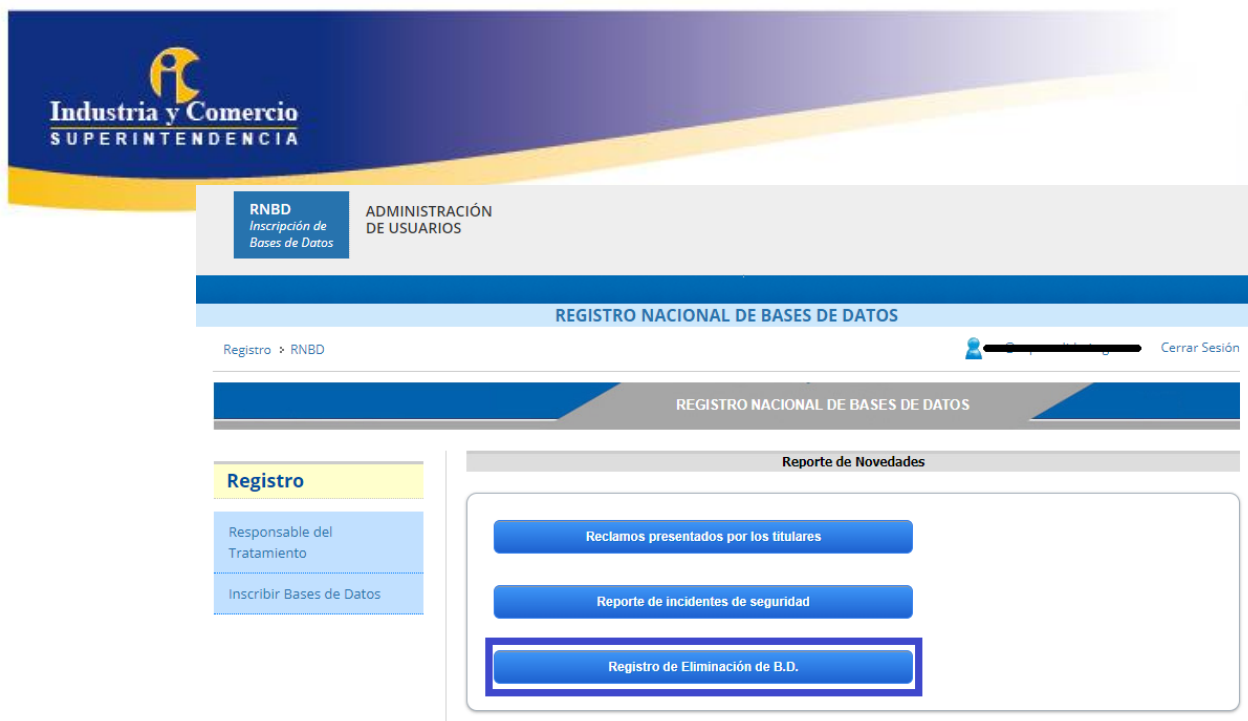 Industria y Comercio
SUPERINTENDENCIA
RNBD
Inscripción de
Bases de Datos
ADMINISTRACIÓN
DE USUARIOS
REGISTRO NACIONAL DE BASES DE DATOS
Registro > RNBD
Cerrar Sesión
REGISTRO NACIONAL DE BASES DE DATOS
Registro
Responsable del
Tratamiento
Inscribir Bases de Datos
Reporte de Novedades
Reclamos presentados por los titulares
Reporte de incidentes de seguridad
Registro de Eliminación de B.D.